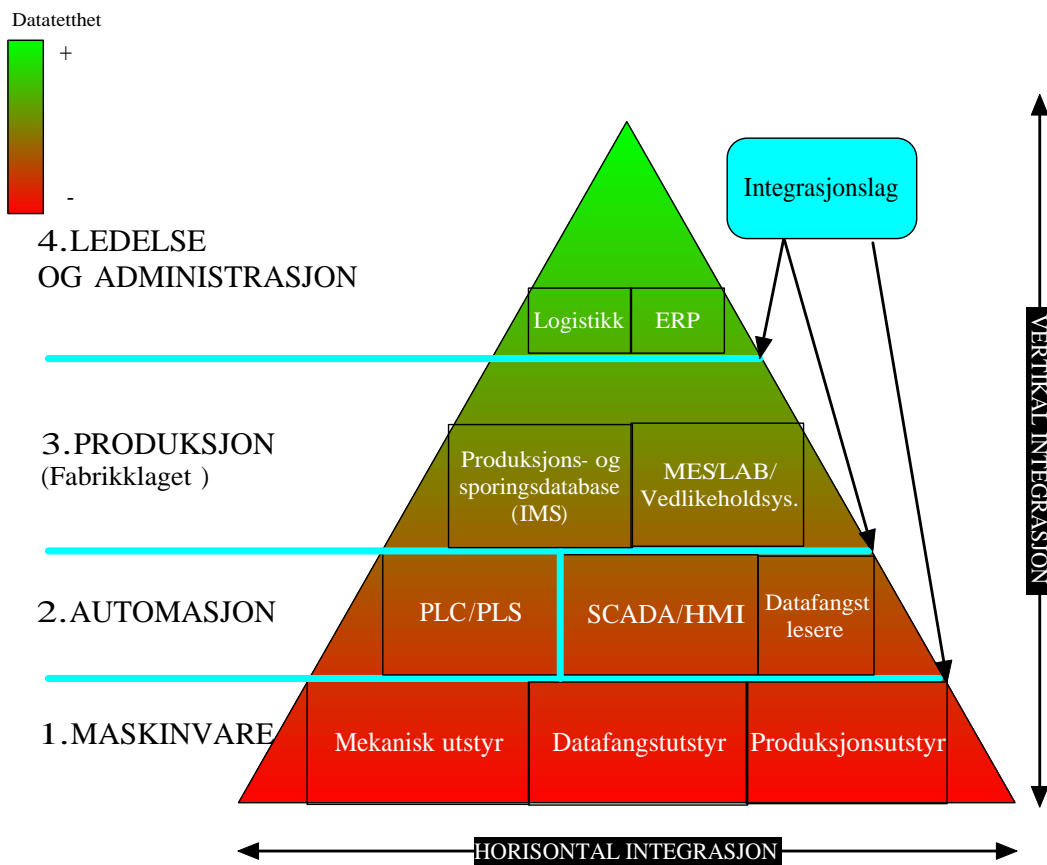 Datatetthet
+
-
Integrasjonslag
4.LEDELSE
OG ADMINISTRASJON
Logistikk
ERP
3.PRODUKSJON
(Fabrikklaget )
Produksjons- og
sporingsdatabase
(IMS)
MES/LAB/
Vedlikeholdsys.
2.AUTOMASJON
PLC/PLS
SCADA/HMI
Datafangst
lesere
1.MASKINVARE
Mekanisk utstyr
Datafangstutstyr
Produksjonsutstyr
VERTIKAL INTEGRASJON
HORISONTAL INTEGRASJON